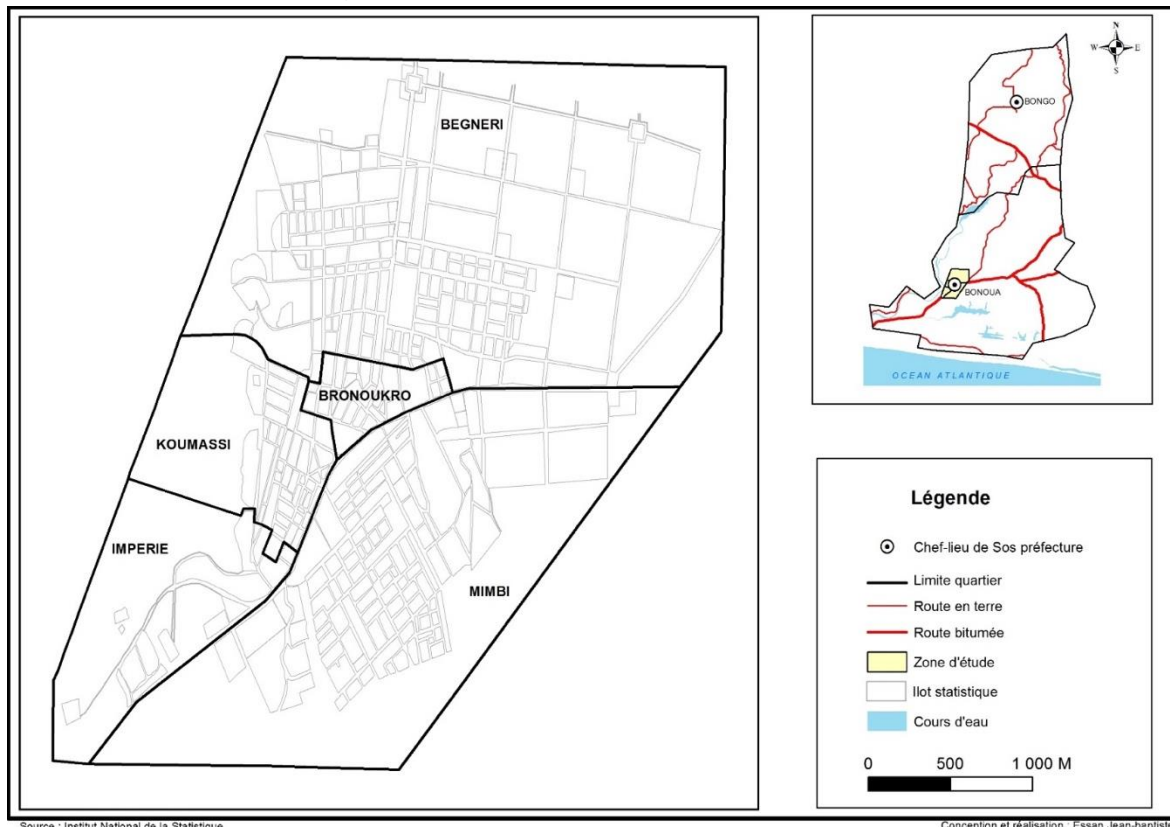 BEGNERI
BRONOUKRO
KOUMASSI
IMPERIE
MIMBI
N
W E
S
BONGO
BONOUA
OCEAN ATLANTIQUE
Légende
Chef-lieu de Sos préfecture
Limite quartier
Route en terre
Route bitumée
Zone d'étude
Ilot statistique
Cours d'eau
0 500 1 000 M
Source : Institut National de la Statistique
Conception et réalisation : Essan Jean-baptiste